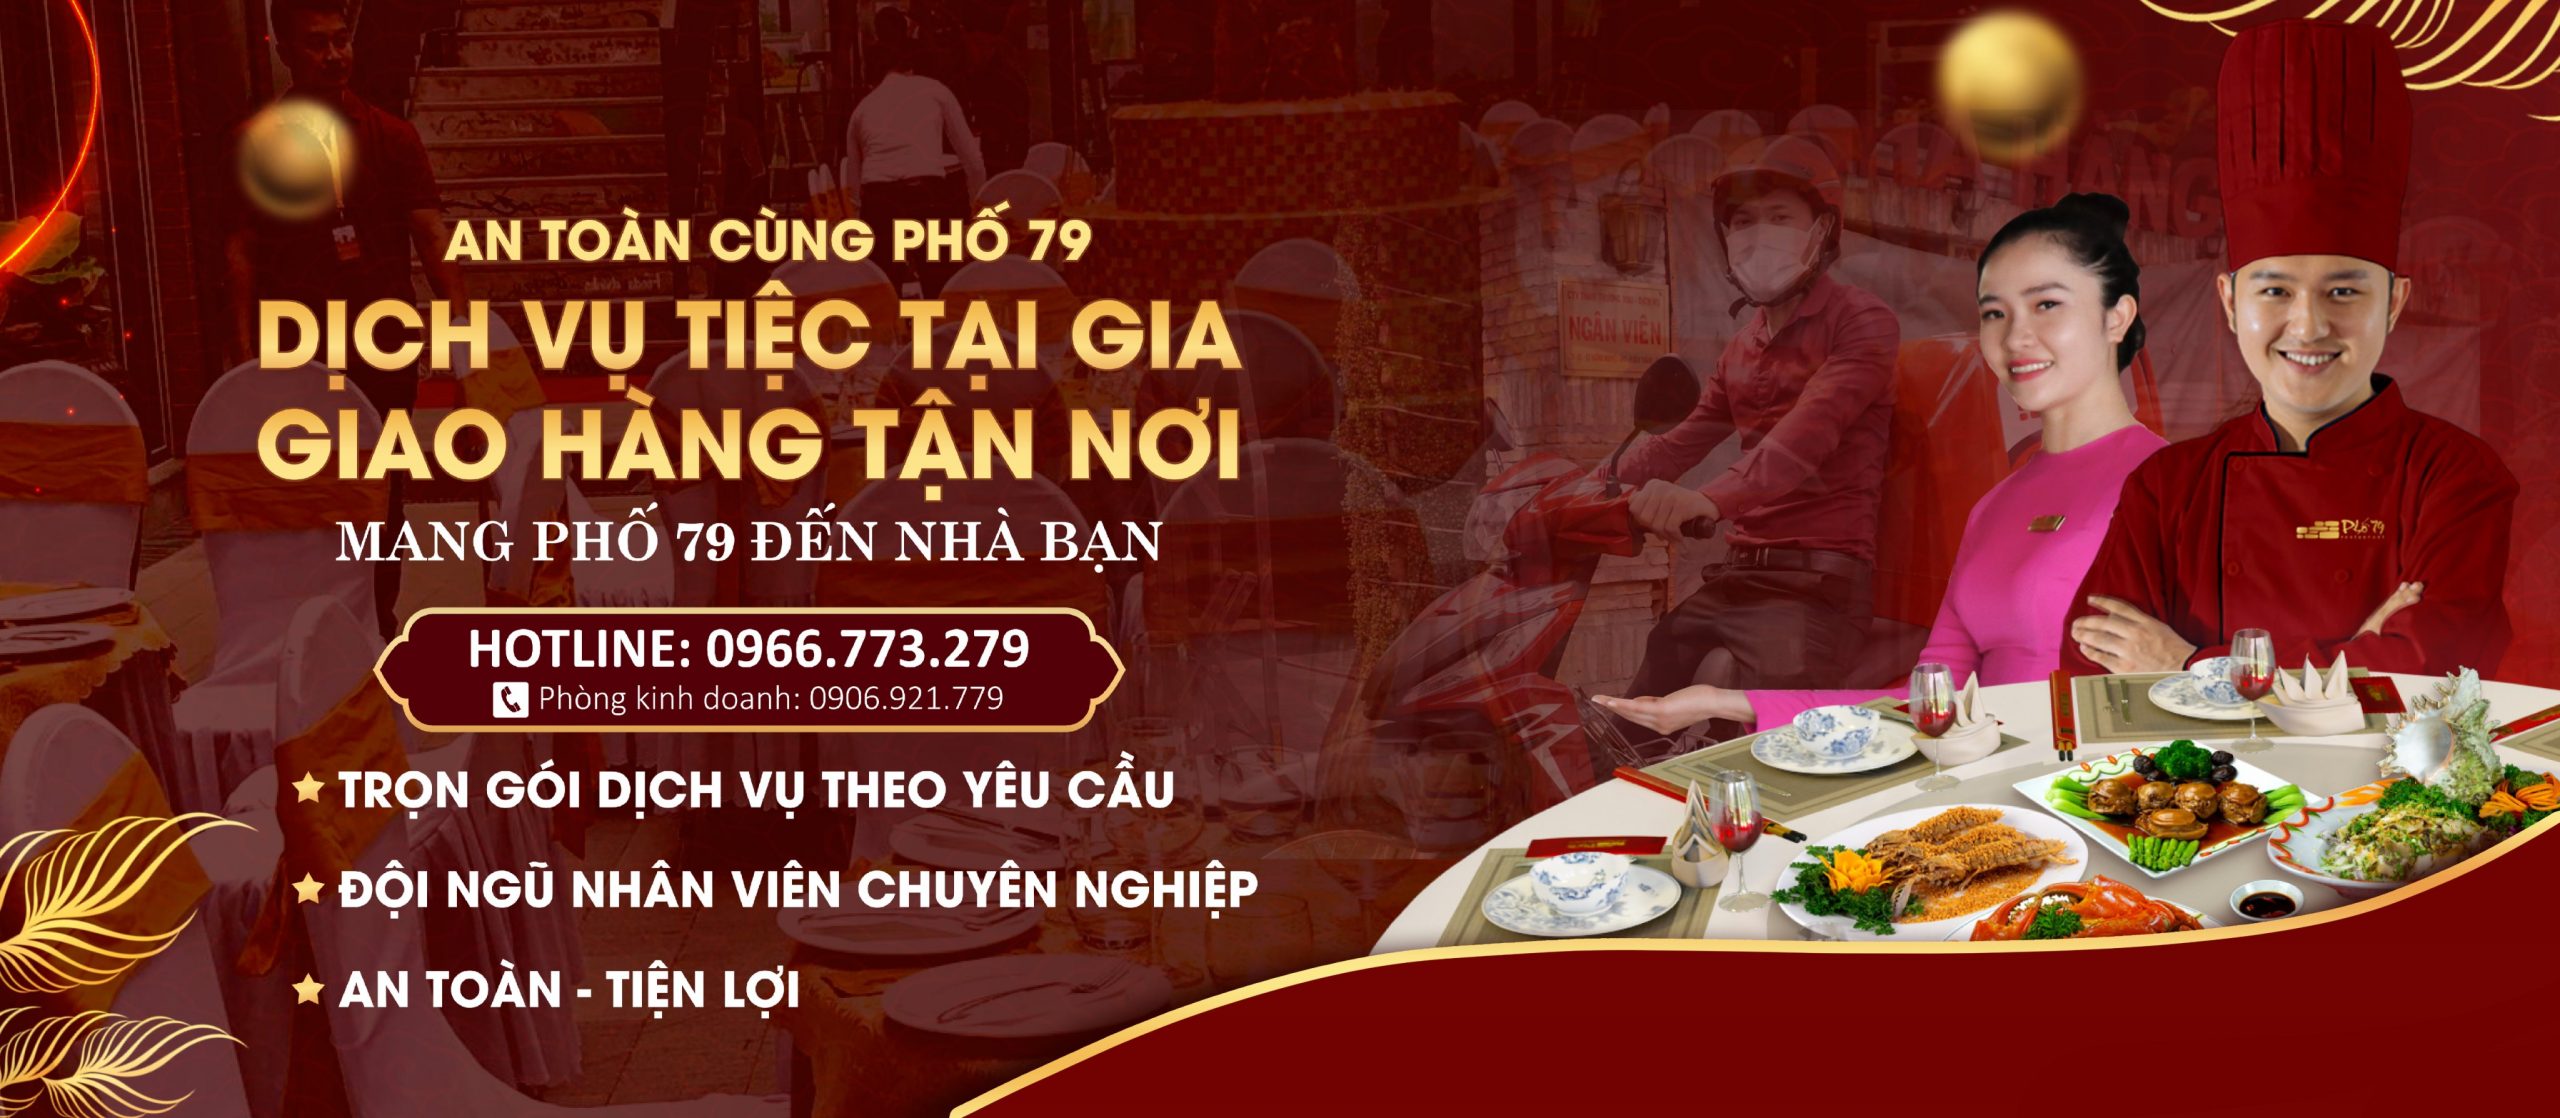 AN TOÀN CÙNG PHỐ 79
DỊCH VỤ TIỆC TẠI GIA
GIAO HÀNG TẬN NƠI
MANG PHỐ 79 ĐẾN NHÀ BẠN
HOTLINE: 0966.773.279
Phòng kinh doanh: 0906.921.779
TRỌN GÓI DỊCH VỤ THEO YÊU CẦU
ĐỘI NGŨ NHÂN VIÊN CHUYÊN NGHIỆP
AN TOÀN - TIỆN LỢI
NGÂN VIÊN
HÀNG
Phố 79
RESTAURANT